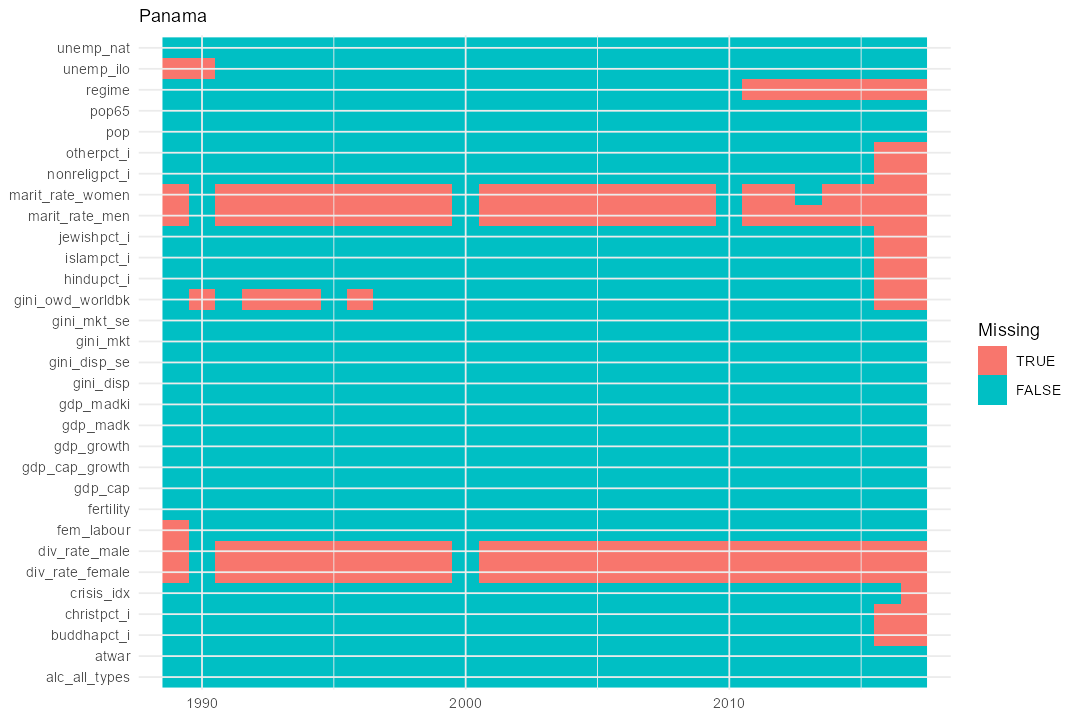 Panama
unemp_nat
unemp_ilo
regime
pop65
pop
otherpct_i
nonreligpct_i
marit_rate_women
marit_rate_men
jewishpct_i
islampct_i
hindupct_i
gini_owd_worldbk
gini_mkt_se
gini_mkt
gini_disp_se
gini_disp
gdp_madki
gdp_madk
gdp_growth
gdp_cap_growth
gdp_cap
fertility
fem_labour
div_rate_male
div_rate_female
crisis_idx
christpct_i
buddhapct_i
atwar
alc_all_types
1990 2000 2010
Missing
TRUE
FALSE